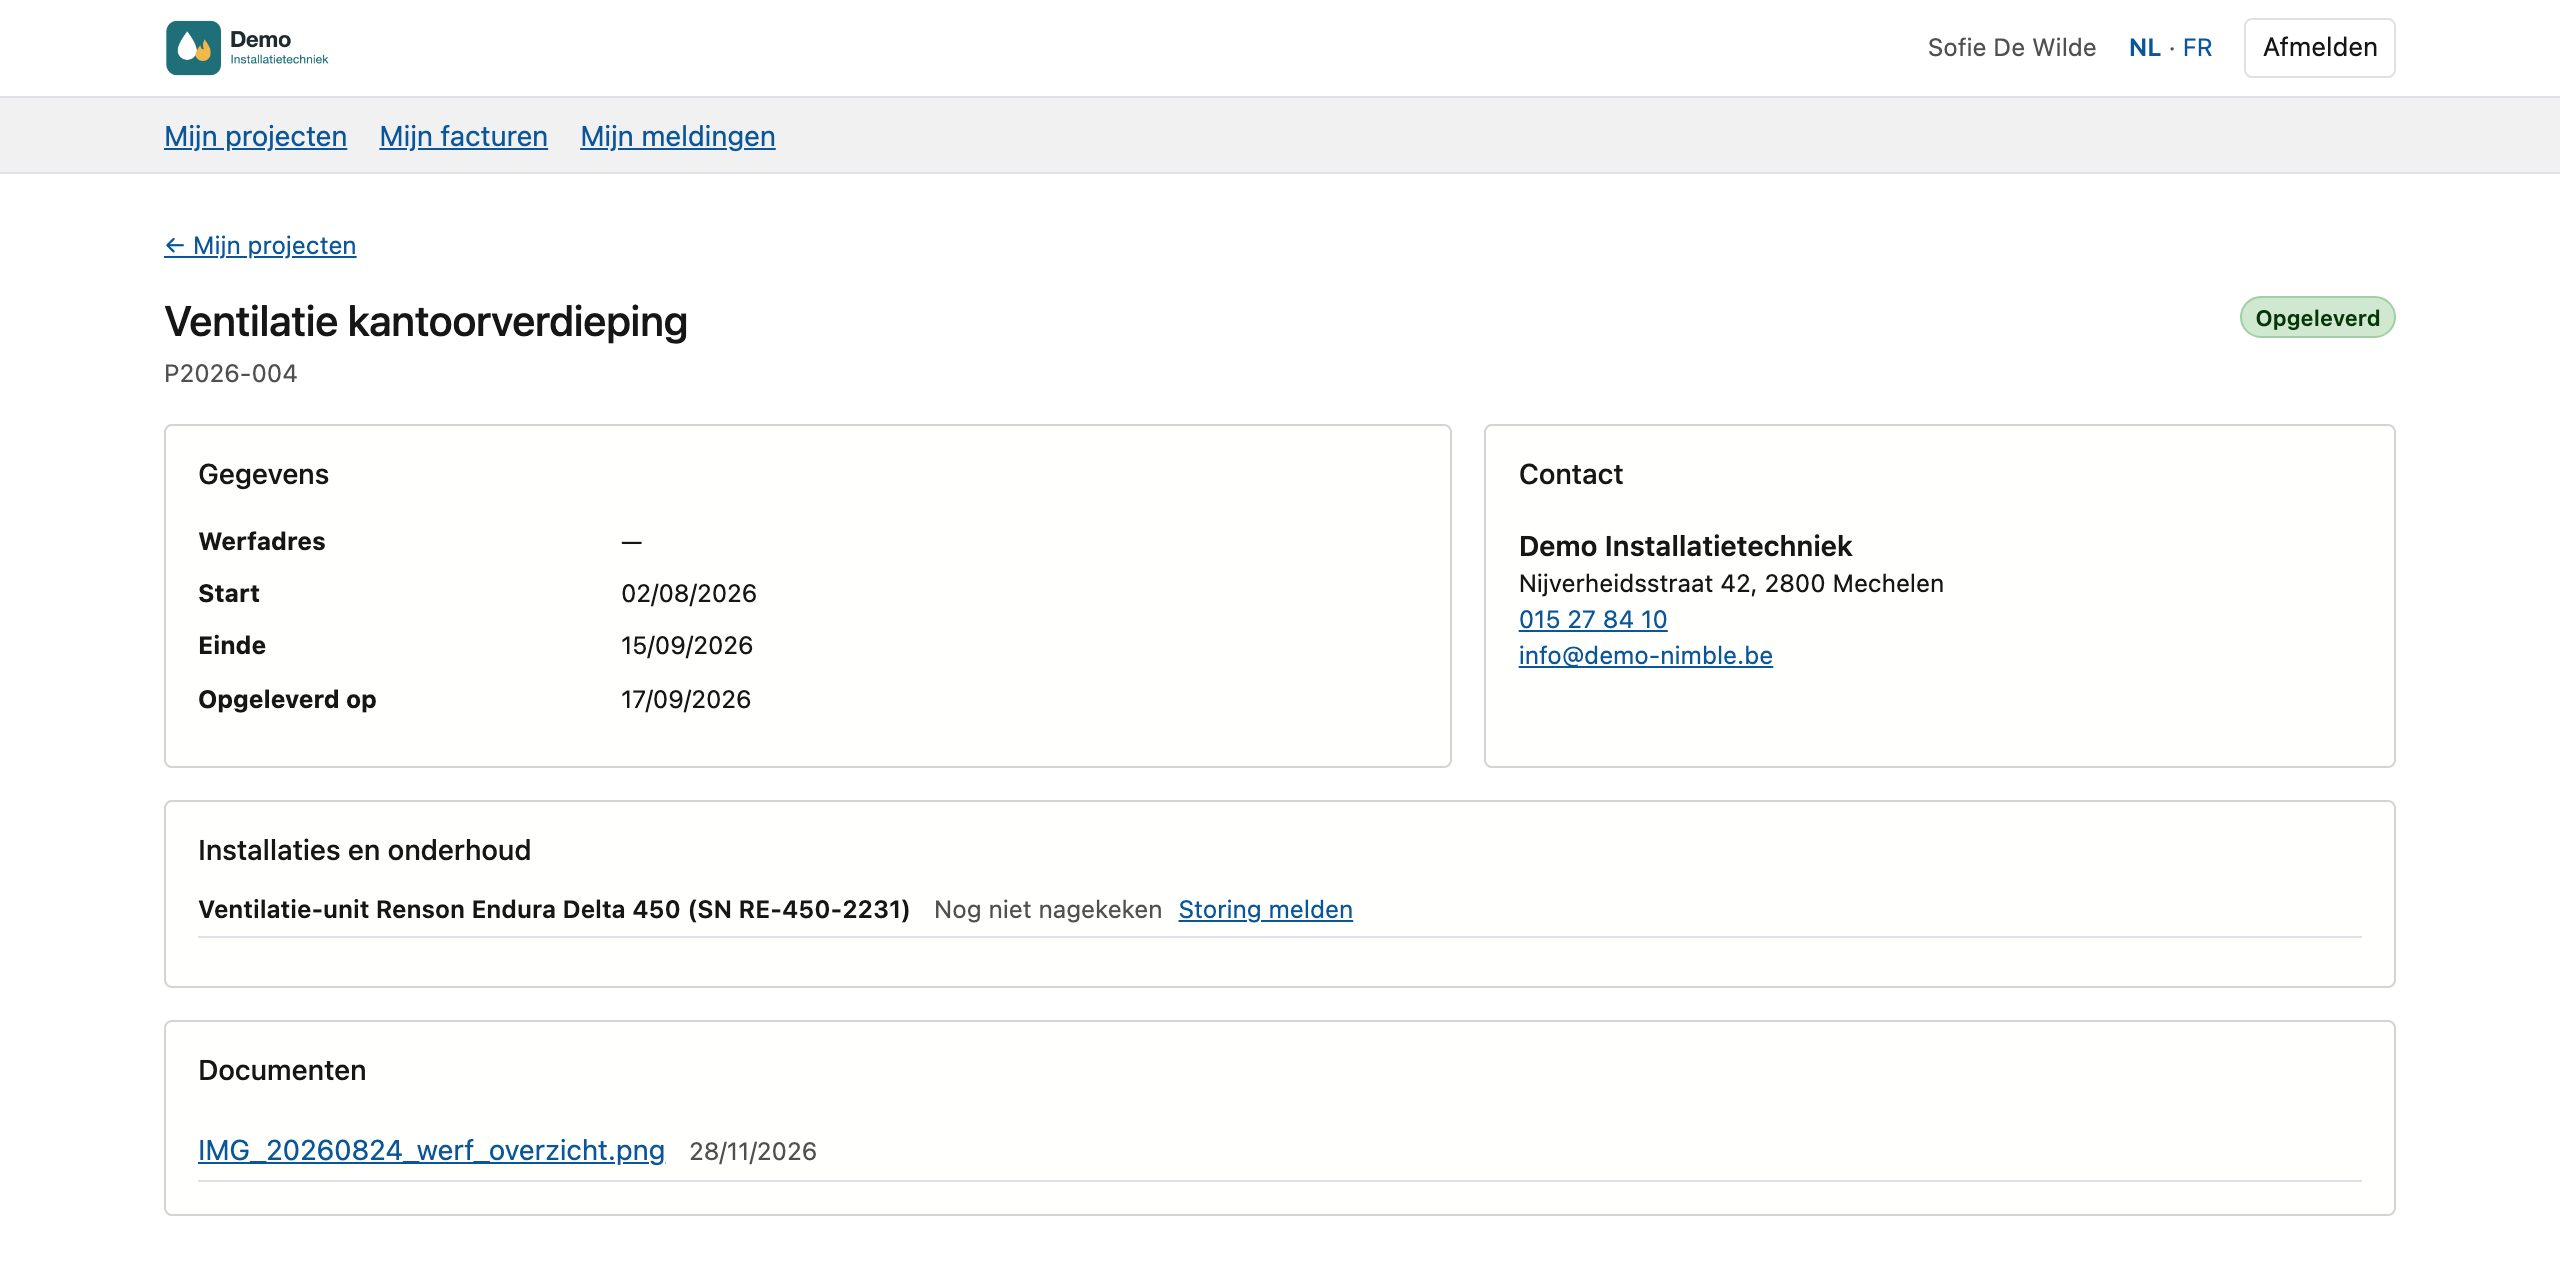 Demo
Installatietechniek
Sofie De Wilde NL · FR Afmelden
Mijn projecten Mijn facturen Mijn meldingen
← Mijn projecten
Ventilatie kantoorverdieping
Opgeleverd
P2026-004
Gegevens
Werfadres —
Start 02/08/2026
Einde 15/09/2026
Opgeleverd op 17/09/2026
Contact
Demo Installatietechniek
Nijverheidsstraat 42, 2800 Mechelen
015 27 84 10
info@demo-nimble.be
Installaties en onderhoud
Ventilatie-unit Renson Endura Delta 450 (SN RE-450-2231) Nog niet nagekeken Storing melden
Documenten
IMG_20260824_werf_overzicht.png 28/11/2026